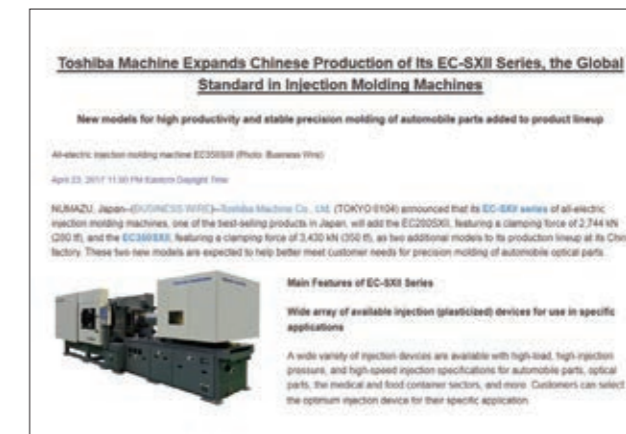 Toshiba Machine Expands Chinese Production of Its EC-SXII Series, the Global
Standard in Injection Molding Machines
New models for high productivity and stable precision molding of automobile parts added to product lineup
All-electric injection molding machine EC350SXII (Photo: Business Wire)
April 23, 2017 11:00 PM Eastern Daylight Time
NUMAZU, Japan--(BUSINESS WIRE)--Toshiba Machine Co., Ltd. (TOKYO:6104) announced that its EC-SXII series of all-electric
injection molding machines, one of the best-selling products in Japan, will add the EC280SXII, featuring a clamping force of 2,744 kN
(280 tf), and the EC350SXII, featuring a clamping force of 3,430 kN (350 tf), as two additional models to its production lineup at its Chin
factory. These two new models are expected to help better meet customer needs for precision molding of automobile optical parts.
Main Features of EC-SXII Series
Wide array of available injection (plasticized) devices for use in specific
applications
A wide variety of injection devices are available with high-load, high-injection
pressure, and high-speed injection specifications for automobile parts, optical
parts, the medical and food container sectors, and more. Customers can select
the optimum injection device for their specific application.